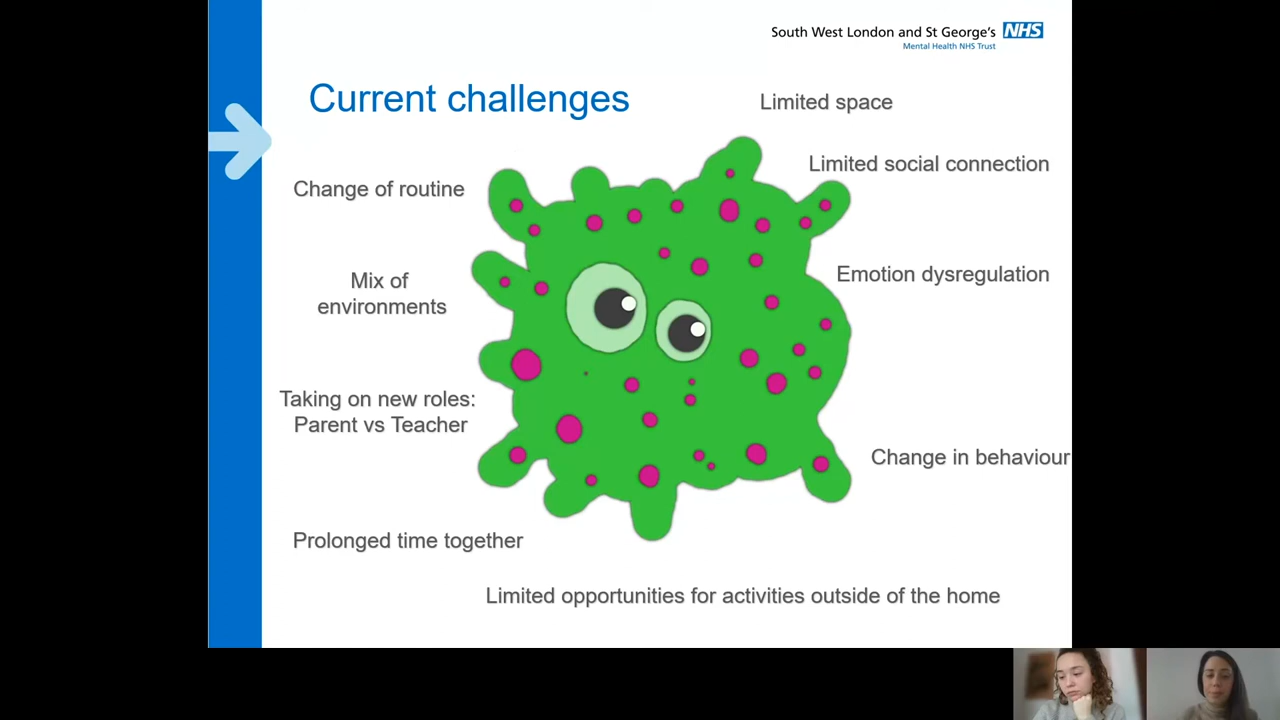 South West London and St George's NHS
Mental Health NHS Trust
Current challenges
Limited space
Limited social connection
Change of routine
Emotion dysregulation
Mix of
environments
Taking on new roles:
Parent vs Teacher
Change in behaviour
Prolonged time together
Limited opportunities for activities outside of the home